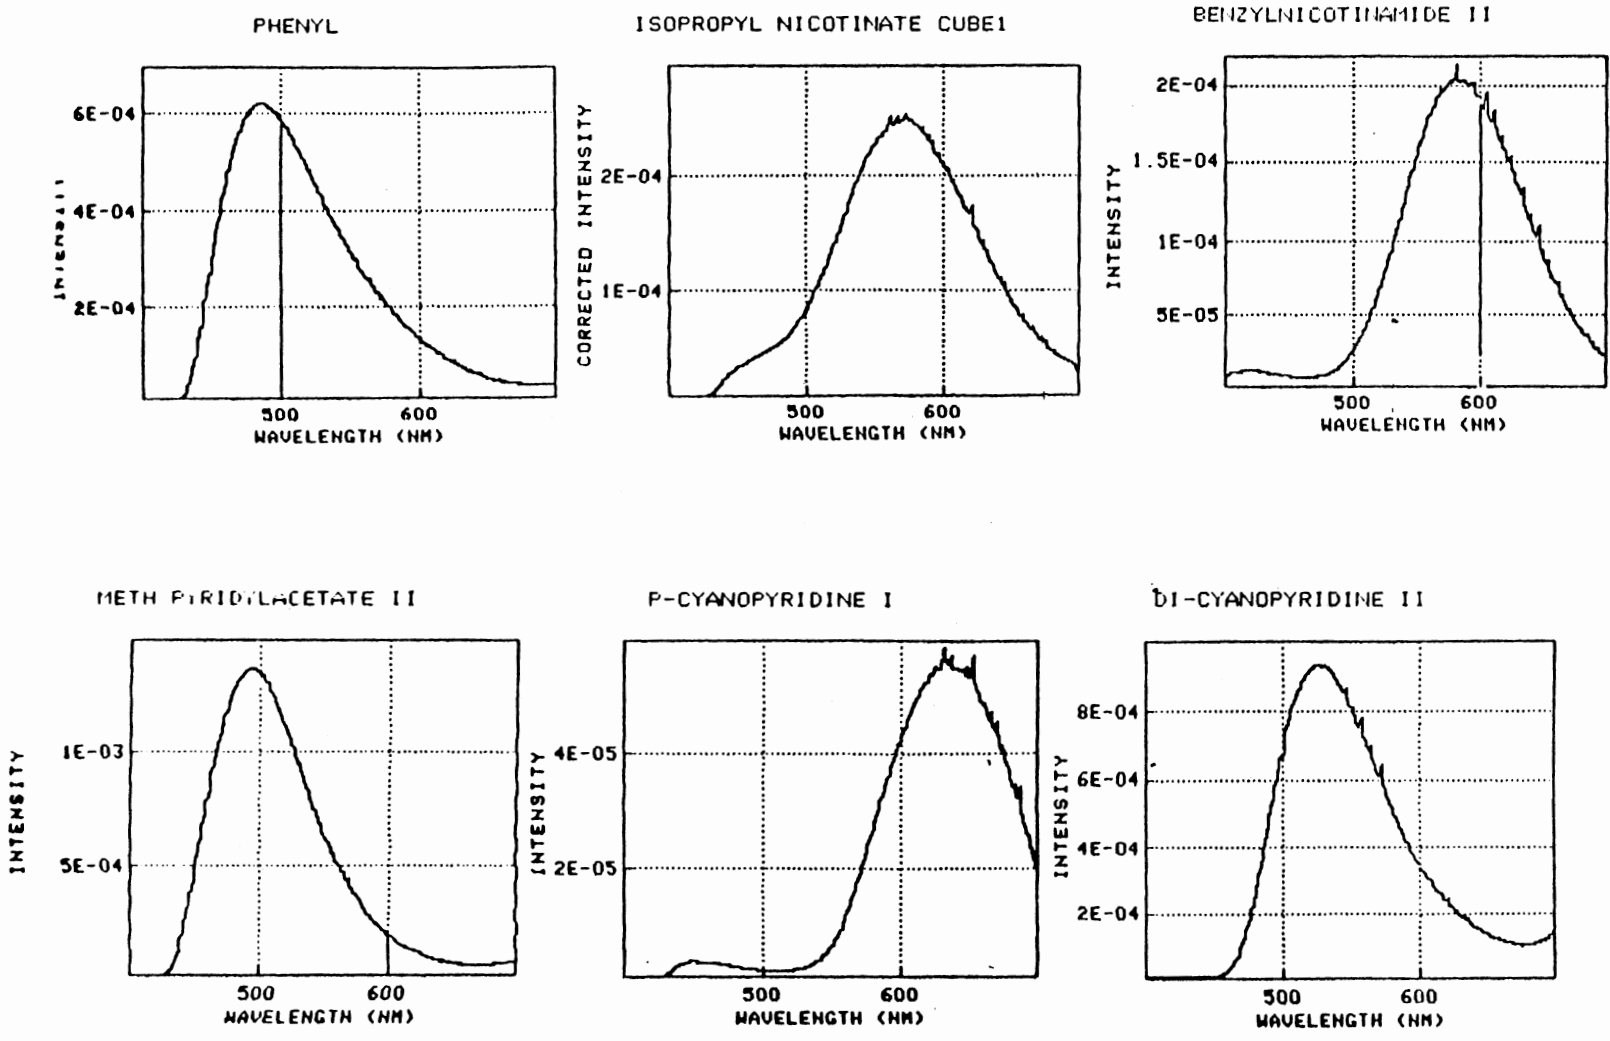 PHENYL
6E-04
4E-04
2E-04
500 600
WAVELENGTH (NM)
ISOPROPYL NICOTINATE CUBE1
CORRECTED INTENSITY
2E-04
1E-04
500 600
WAVELENGTH (NM)
BENZYLNICOTINAMIDE II
INTENSITY
2E-04
1.5E-04
1E-04
5E-05
500 600
WAVELENGTH (NM)
METH PYRIDYLACETATE II
INTENSITY
1E-03
5E-04
500 600
WAVELENGTH (NM)
P-CYANOPYRIDINE I
INTENSITY
4E-05
2E-05
500 600
WAVELENGTH (NM)
DI-CYANOPYRIDINE II
INTENSITY
8E-04
6E-04
4E-04
2E-04
500 600
WAVELENGTH (NM)